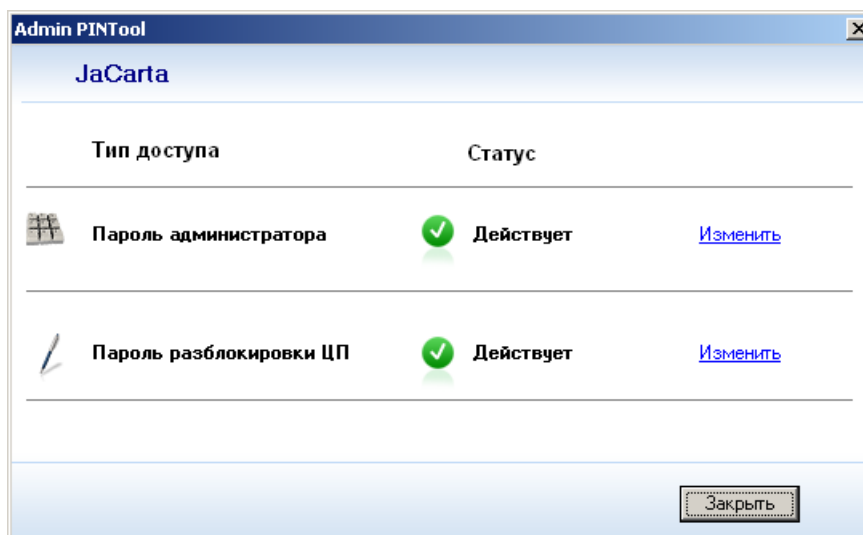 Admin PINTool
JaCarta
Тип доступа Статус
Пароль администратора Действует Изменить
Пароль разблокировки ЦП Действует Изменить
Закрыть